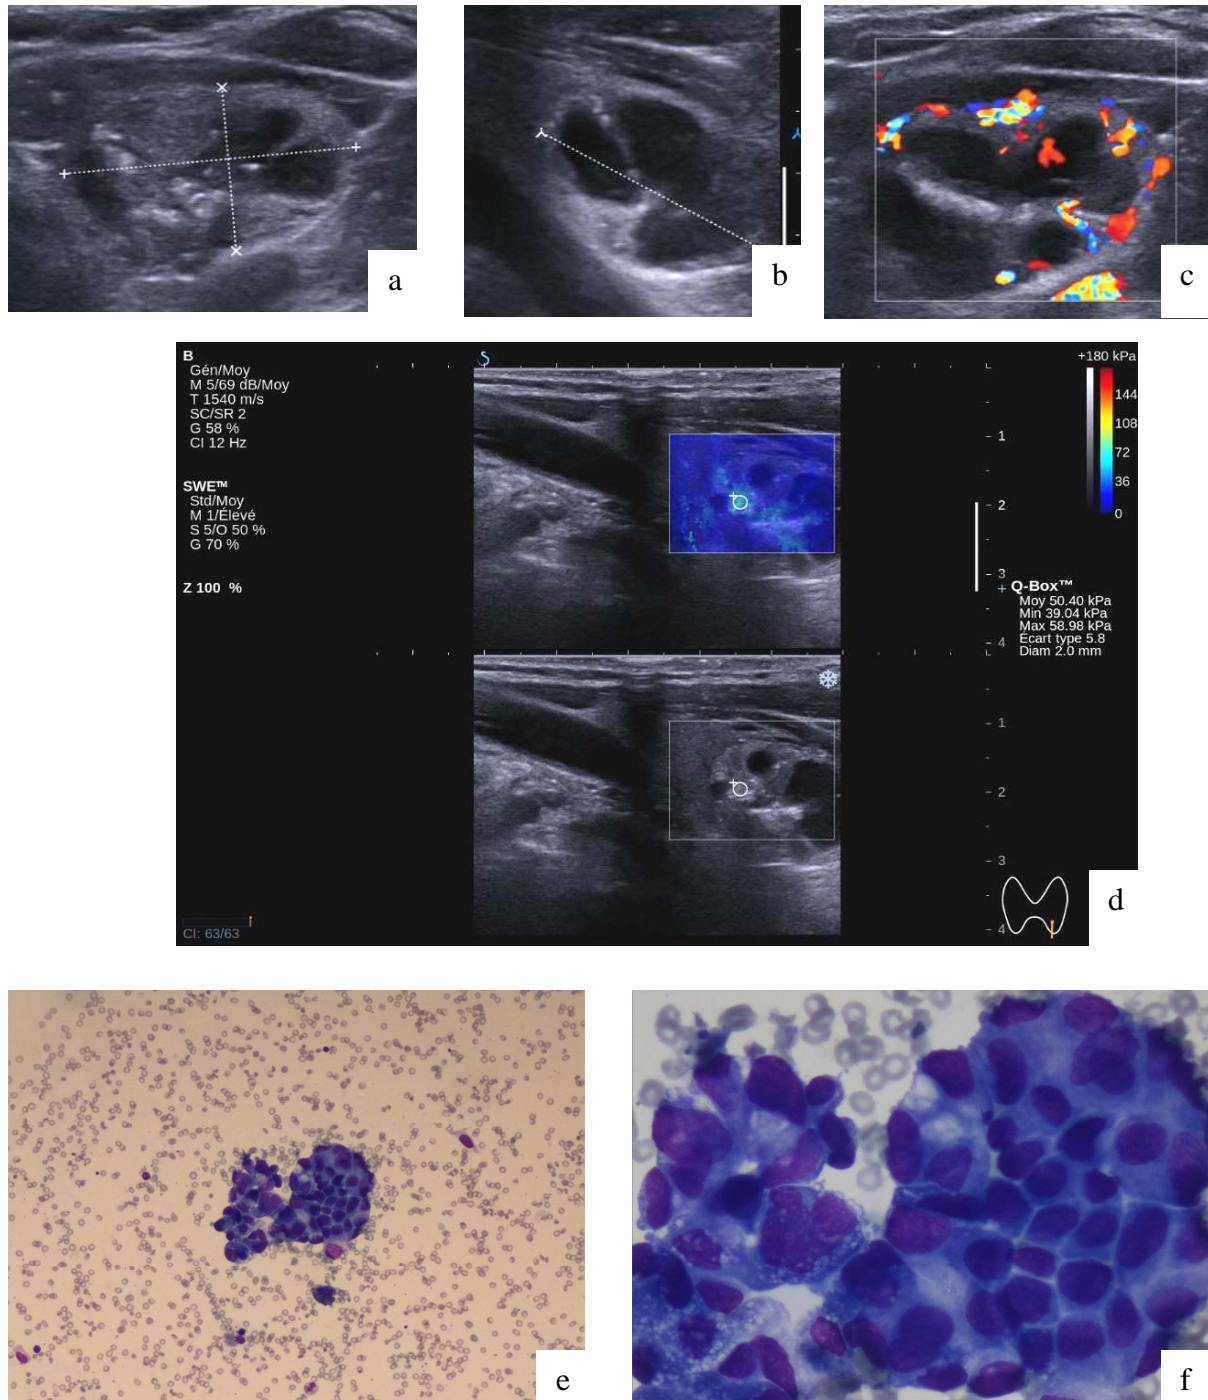 a
b
c
B
Gén/Moy
M 5/69 dB/Moy
T 1540 m/s
SC/SR 2
G 58 %
CI 12 Hz
SWE™
Std/Moy
M 1/Élevé
S 5/O 50 %
G 70 %
Z 100 %
+180 kPa
144
108
72
36
0
1
2
3
4
+ Q-Box™
Moy 50.40 kPa
Min 39.04 kPa
Max 58.98 kPa
Écart type 5.8
Diam 2.0 mm
1
2
3
4
CI: 63/63
d
e
f